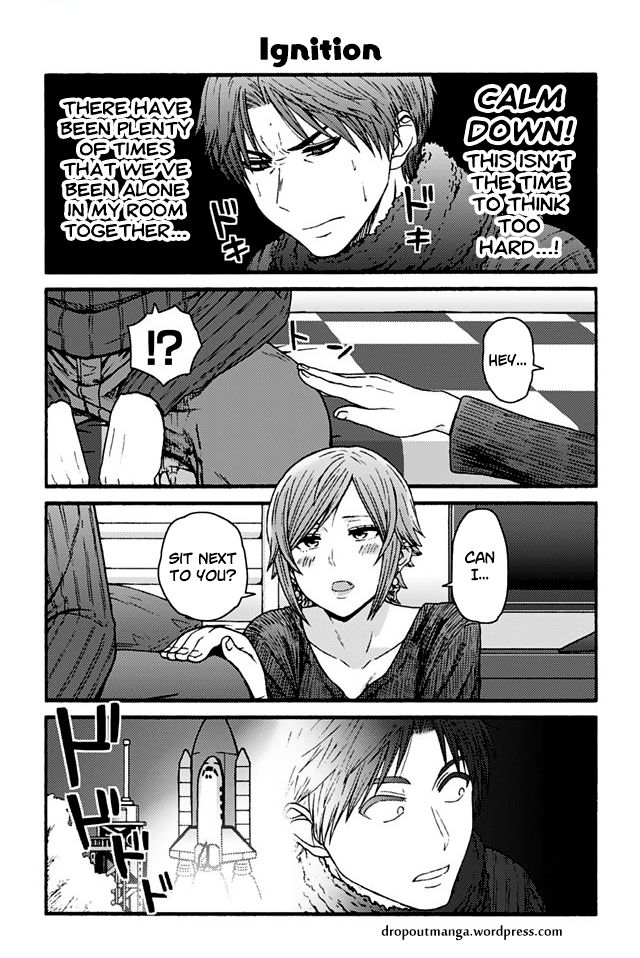 Ignition
CALM
DOWN!
THIS ISN'T
THE TIME
TO THINK
TOO
HARD...!
THERE HAVE
BEEN PLENTY
OF TIMES
THAT WE'VE
BEEN ALONE
IN MY ROOM
TOGETHER...
ドキ
ドキ
HEY...
トン
!?
CAN
I...
SIT NEXT
TO YOU?
ドドドド
dropoutmanga.wordpress.com